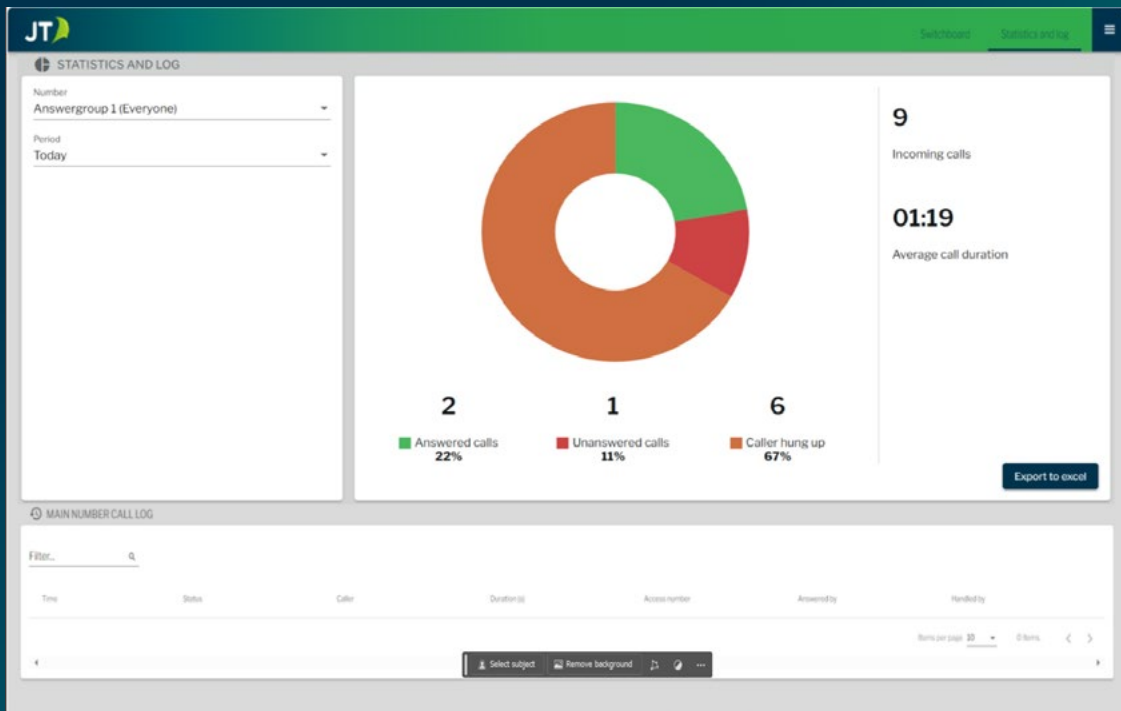 JT
Switchboard
Statistics and log
STATISTICS AND LOG
Number
Answergroup 1 (Everyone)
Period
Today
9
Incoming calls
01:19
Average call duration
2
Answered calls
22%
1
Unanswered calls
11%
6
Caller hung up
67%
Export to excel
MAIN NUMBER CALL LOG
Filter...
Time Status Caller Duration (s) Access number Answered by Handled by
Items per page 10 0 items
Select subject Remove background